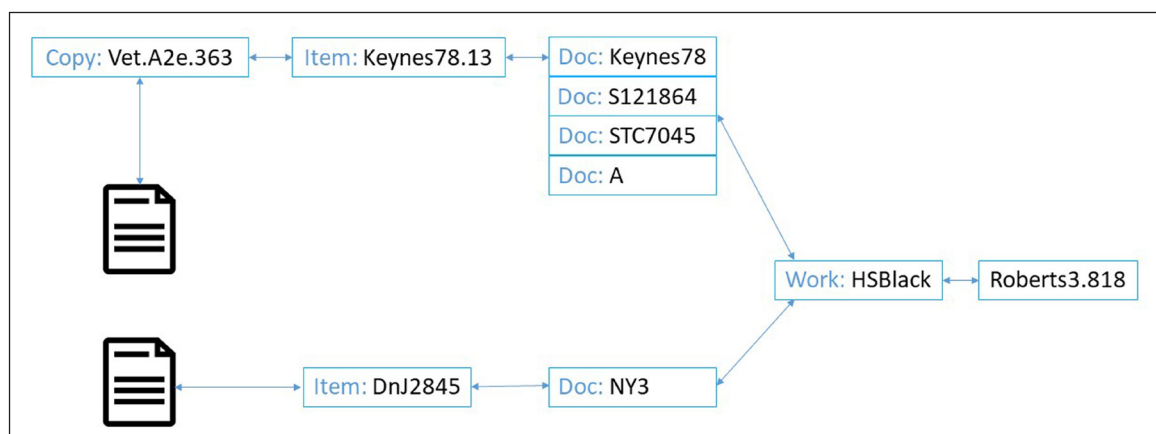 Copy: Vet.A2e.363
Item: Keynes78.13
Doc: Keynes78
Doc: S121864
Doc: STC7045
Doc: A
Work: HSBlack
Roberts3.818
Item: DnJ2845
Doc: NY3